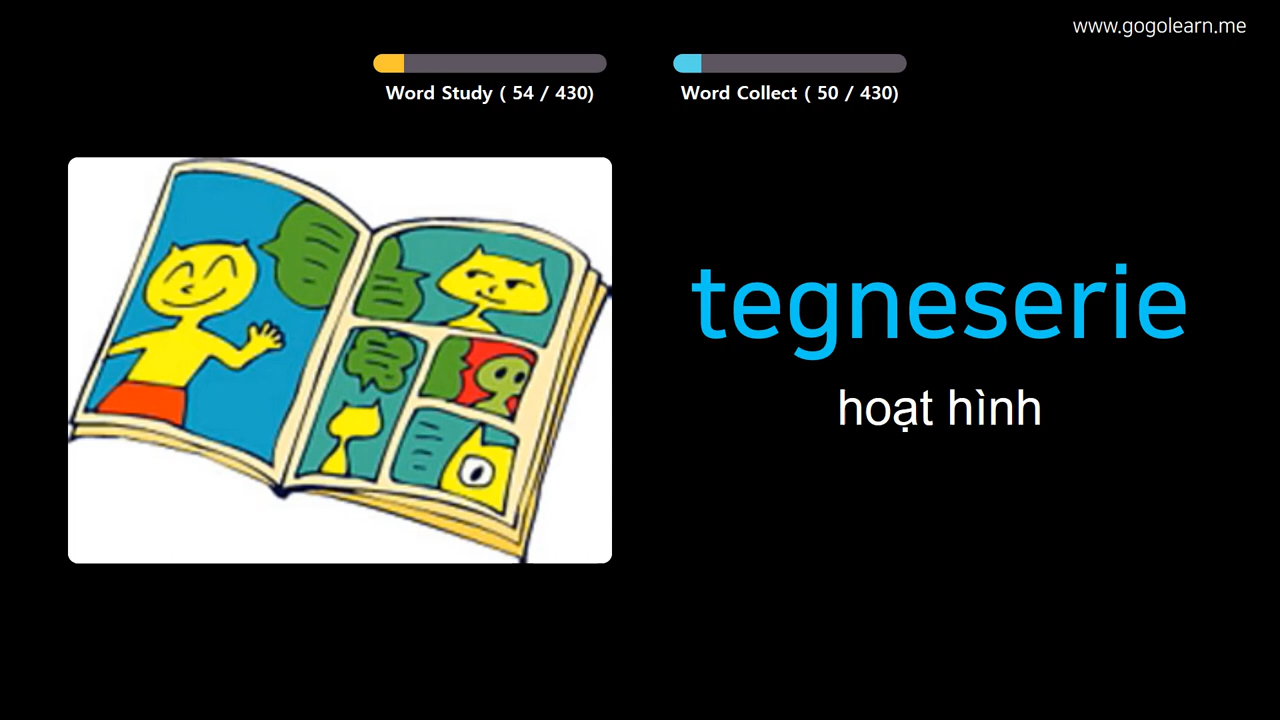 www.gogolearn.me
Word Study ( 54 / 430)
Word Collect ( 50 / 430)
tegneserie
hoạt hình